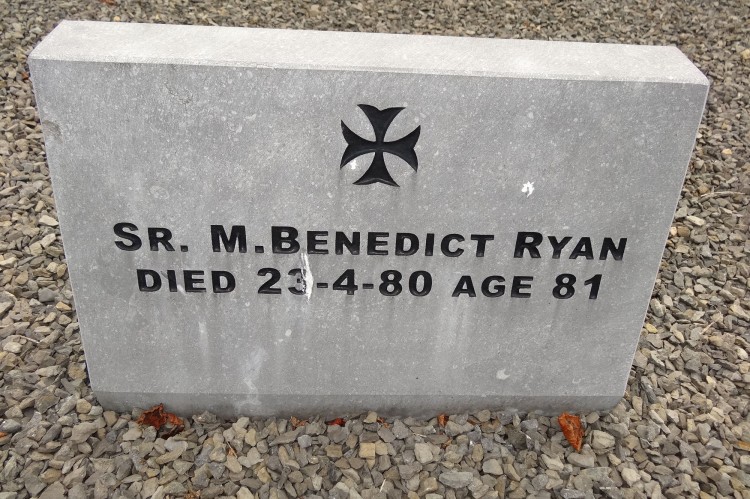 SR. M. BENEDICT RYAN
DIED 23-4-80 AGE 81